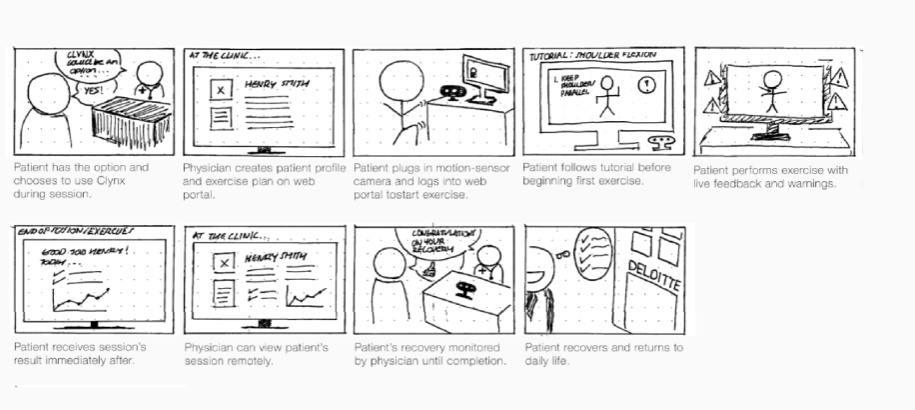 CLYNX
COULD BE AN
OPTION...
YES!
Patient has the option and
chooses to use Clynx
during session.
AT THE CLINIC...
X
HENRY SMITH
Physician creates patient profile
and exercise plan on web
portal.
Patient plugs in motion-sensor
camera and logs into web
portal tostart exercise.
TUTORIAL: SHOULDER FLEXION
1. KEEP
SHOULDERS
PARALLEL
!
Patient follows tutorial before
beginning first exercise.
Patient performs exercise with
live feedback and warnings.
END OF SESSION/EXERCISES
GOOD JOB HENRY!
TODAY...
Patient receives session's
result immediately after.
AT THE CLINIC...
X
HENRY SMITH
Physician can view patient's
session remotely.
CONGRATULATIONS
ON YOUR
RECOVERY
Patient's recovery monitored
by physician until completion.
DELOITTE
Patient recovers and returns to
daily life.